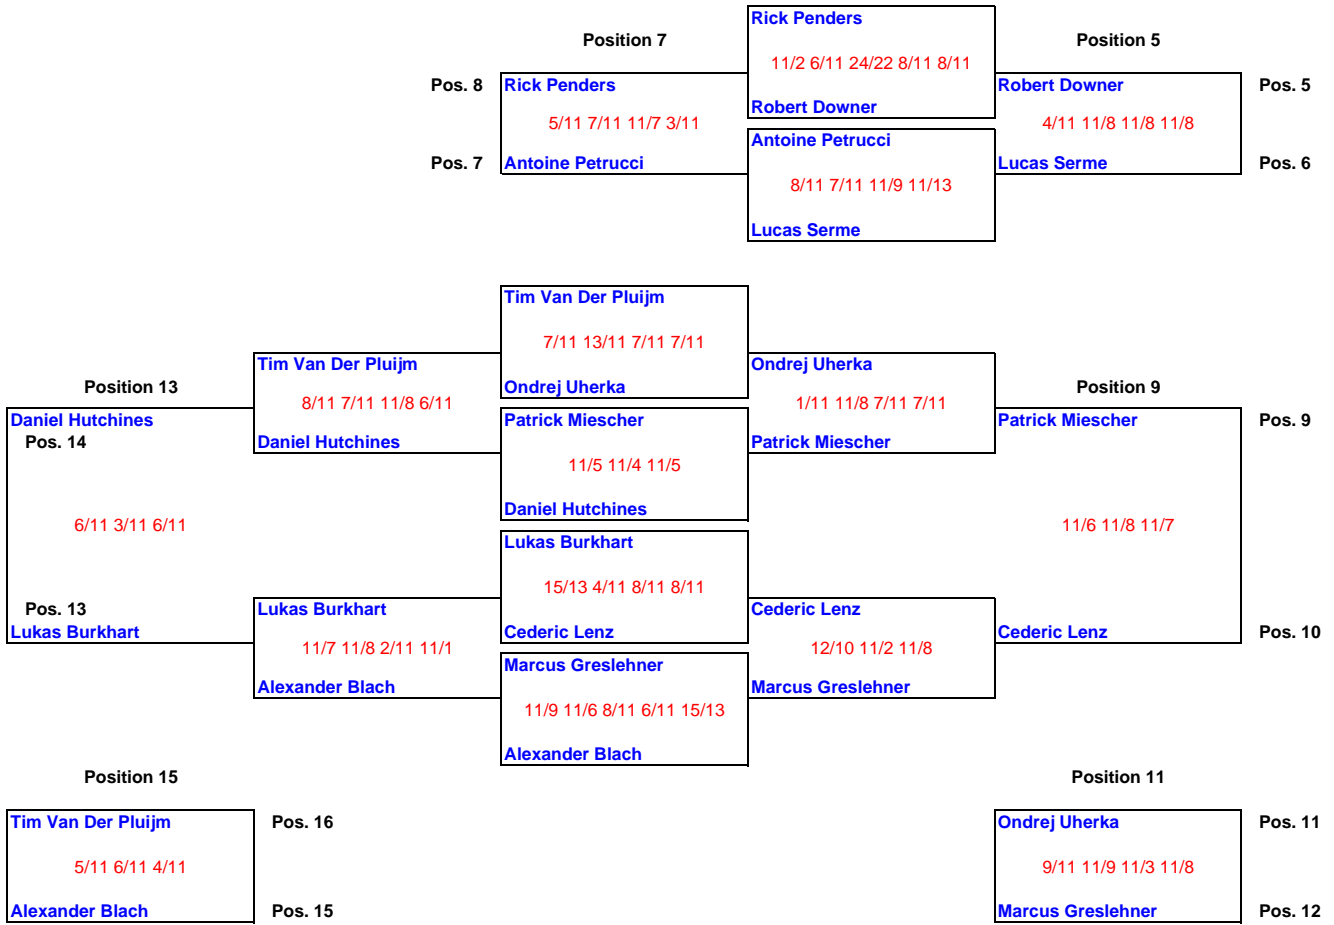 Rick Penders
Position 7
Position 5
11/2 6/11 24/22 8/11 8/11
Pos. 8
Rick Penders
Robert Downer
Pos. 5
Robert Downer
5/11 7/11 11/7 3/11
4/11 11/8 11/8 11/8
Antoine Petrucci
Pos. 7
Antoine Petrucci
Lucas Serme
Pos. 6
8/11 7/11 11/9 11/13
Lucas Serme
Tim Van Der Pluijm
7/11 13/11 7/11 7/11
Tim Van Der Pluijm
Ondrej Uherka
Position 13
Ondrej Uherka
Position 9
8/11 7/11 11/8 6/11
1/11 11/8 7/11 7/11
Daniel Hutchines
Patrick Miescher
Patrick Miescher
Pos. 9
Pos. 14
Daniel Hutchines
Patrick Miescher
11/5 11/4 11/5
Daniel Hutchines
6/11 3/11 6/11
11/6 11/8 11/7
Lukas Burkhart
15/13 4/11 8/11 8/11
Pos. 13
Lukas Burkhart
Cederic Lenz
Lukas Burkhart
Cederic Lenz
Cederic Lenz
Pos. 10
11/7 11/8 2/11 11/1
12/10 11/2 11/8
Marcus Greslehner
Alexander Blach
Marcus Greslehner
11/9 11/6 8/11 6/11 15/13
Alexander Blach
Position 15
Position 11
Tim Van Der Pluijm
Pos. 16
Ondrej Uherka
Pos. 11
5/11 6/11 4/11
9/11 11/9 11/3 11/8
Alexander Blach
Pos. 15
Marcus Greslehner
Pos. 12